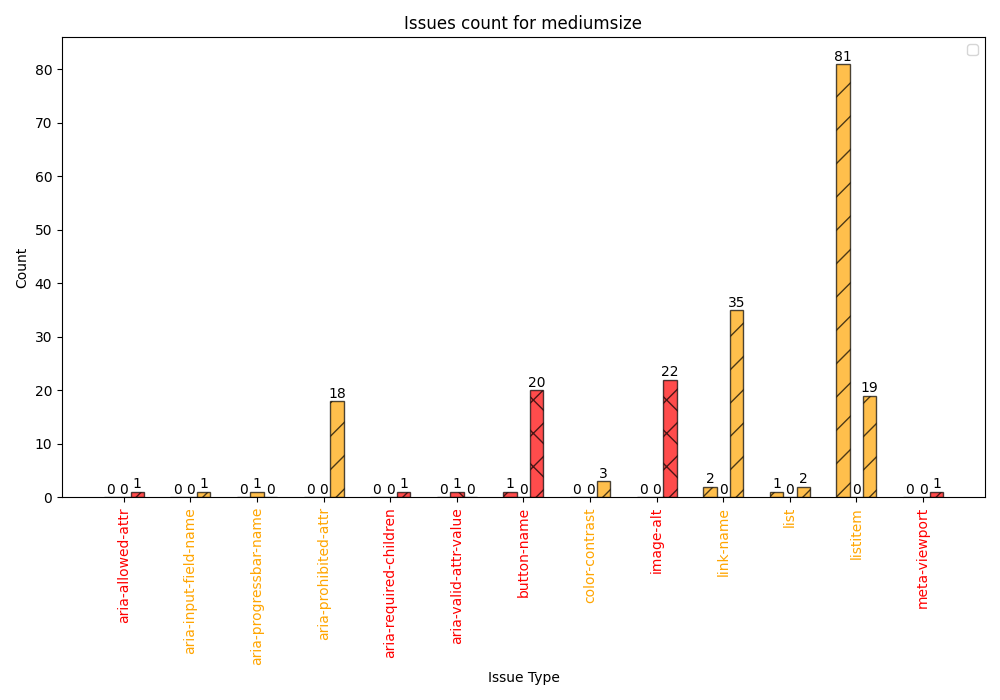 Issues count for mediumsize
Count
80
70
60
50
40
30
20
10
0
0 0 1
0 0 1
0 1 0
0 0 18
0 0 1
0 1 0
1 0 20
0 0 3
0 0 22
2 0 35
1 0 2
81 0 19
0 0 1
aria-allowed-attr
aria-input-field-name
aria-progressbar-name
aria-prohibited-attr
aria-required-children
aria-valid-attr-value
button-name
color-contrast
image-alt
link-name
list
listitem
meta-viewport
Issue Type